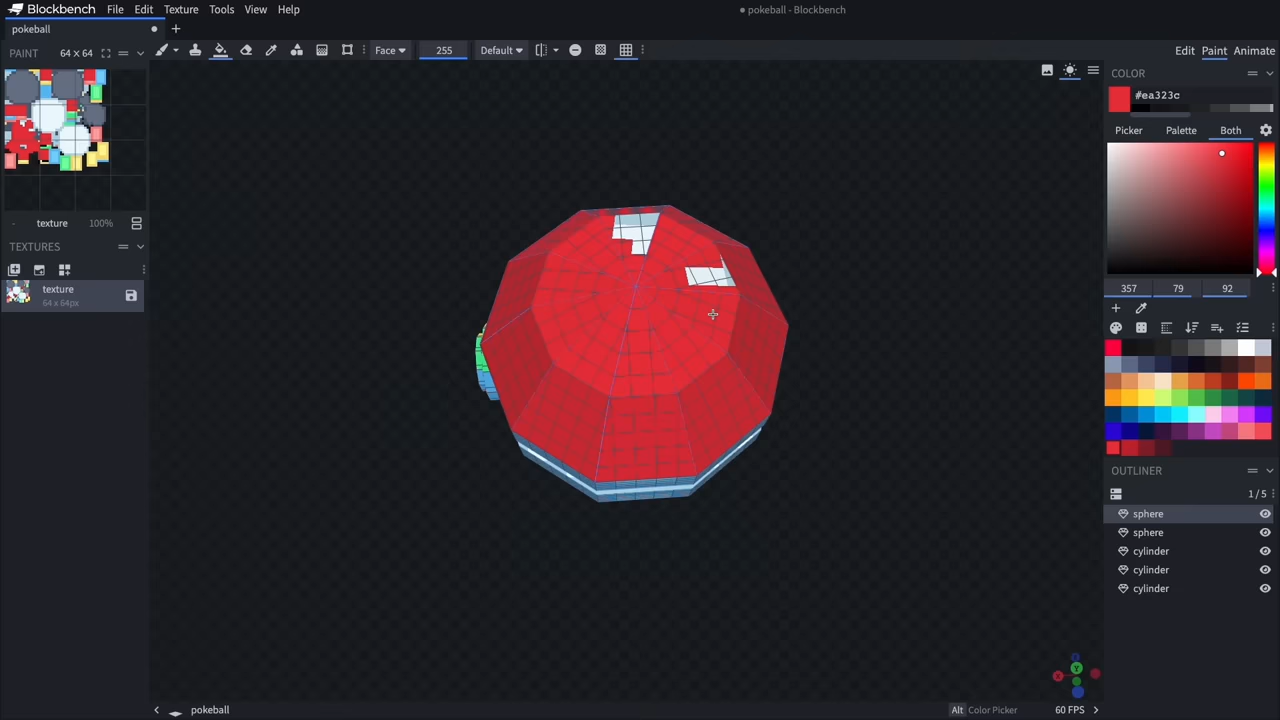 Blockbench File Edit Texture Tools View Help
pokeball - Blockbench
pokeball
PAINT 64 x 64
Face 255 Default
Edit Paint Animate
COLOR
#ea323c
Picker Palette Both
texture 100%
357 79 92
TEXTURES
texture
64 x 64px
OUTLINER
1 / 5
sphere
sphere
cylinder
cylinder
cylinder
X
Y
Z
pokeball
Alt Color Picker 60 FPS